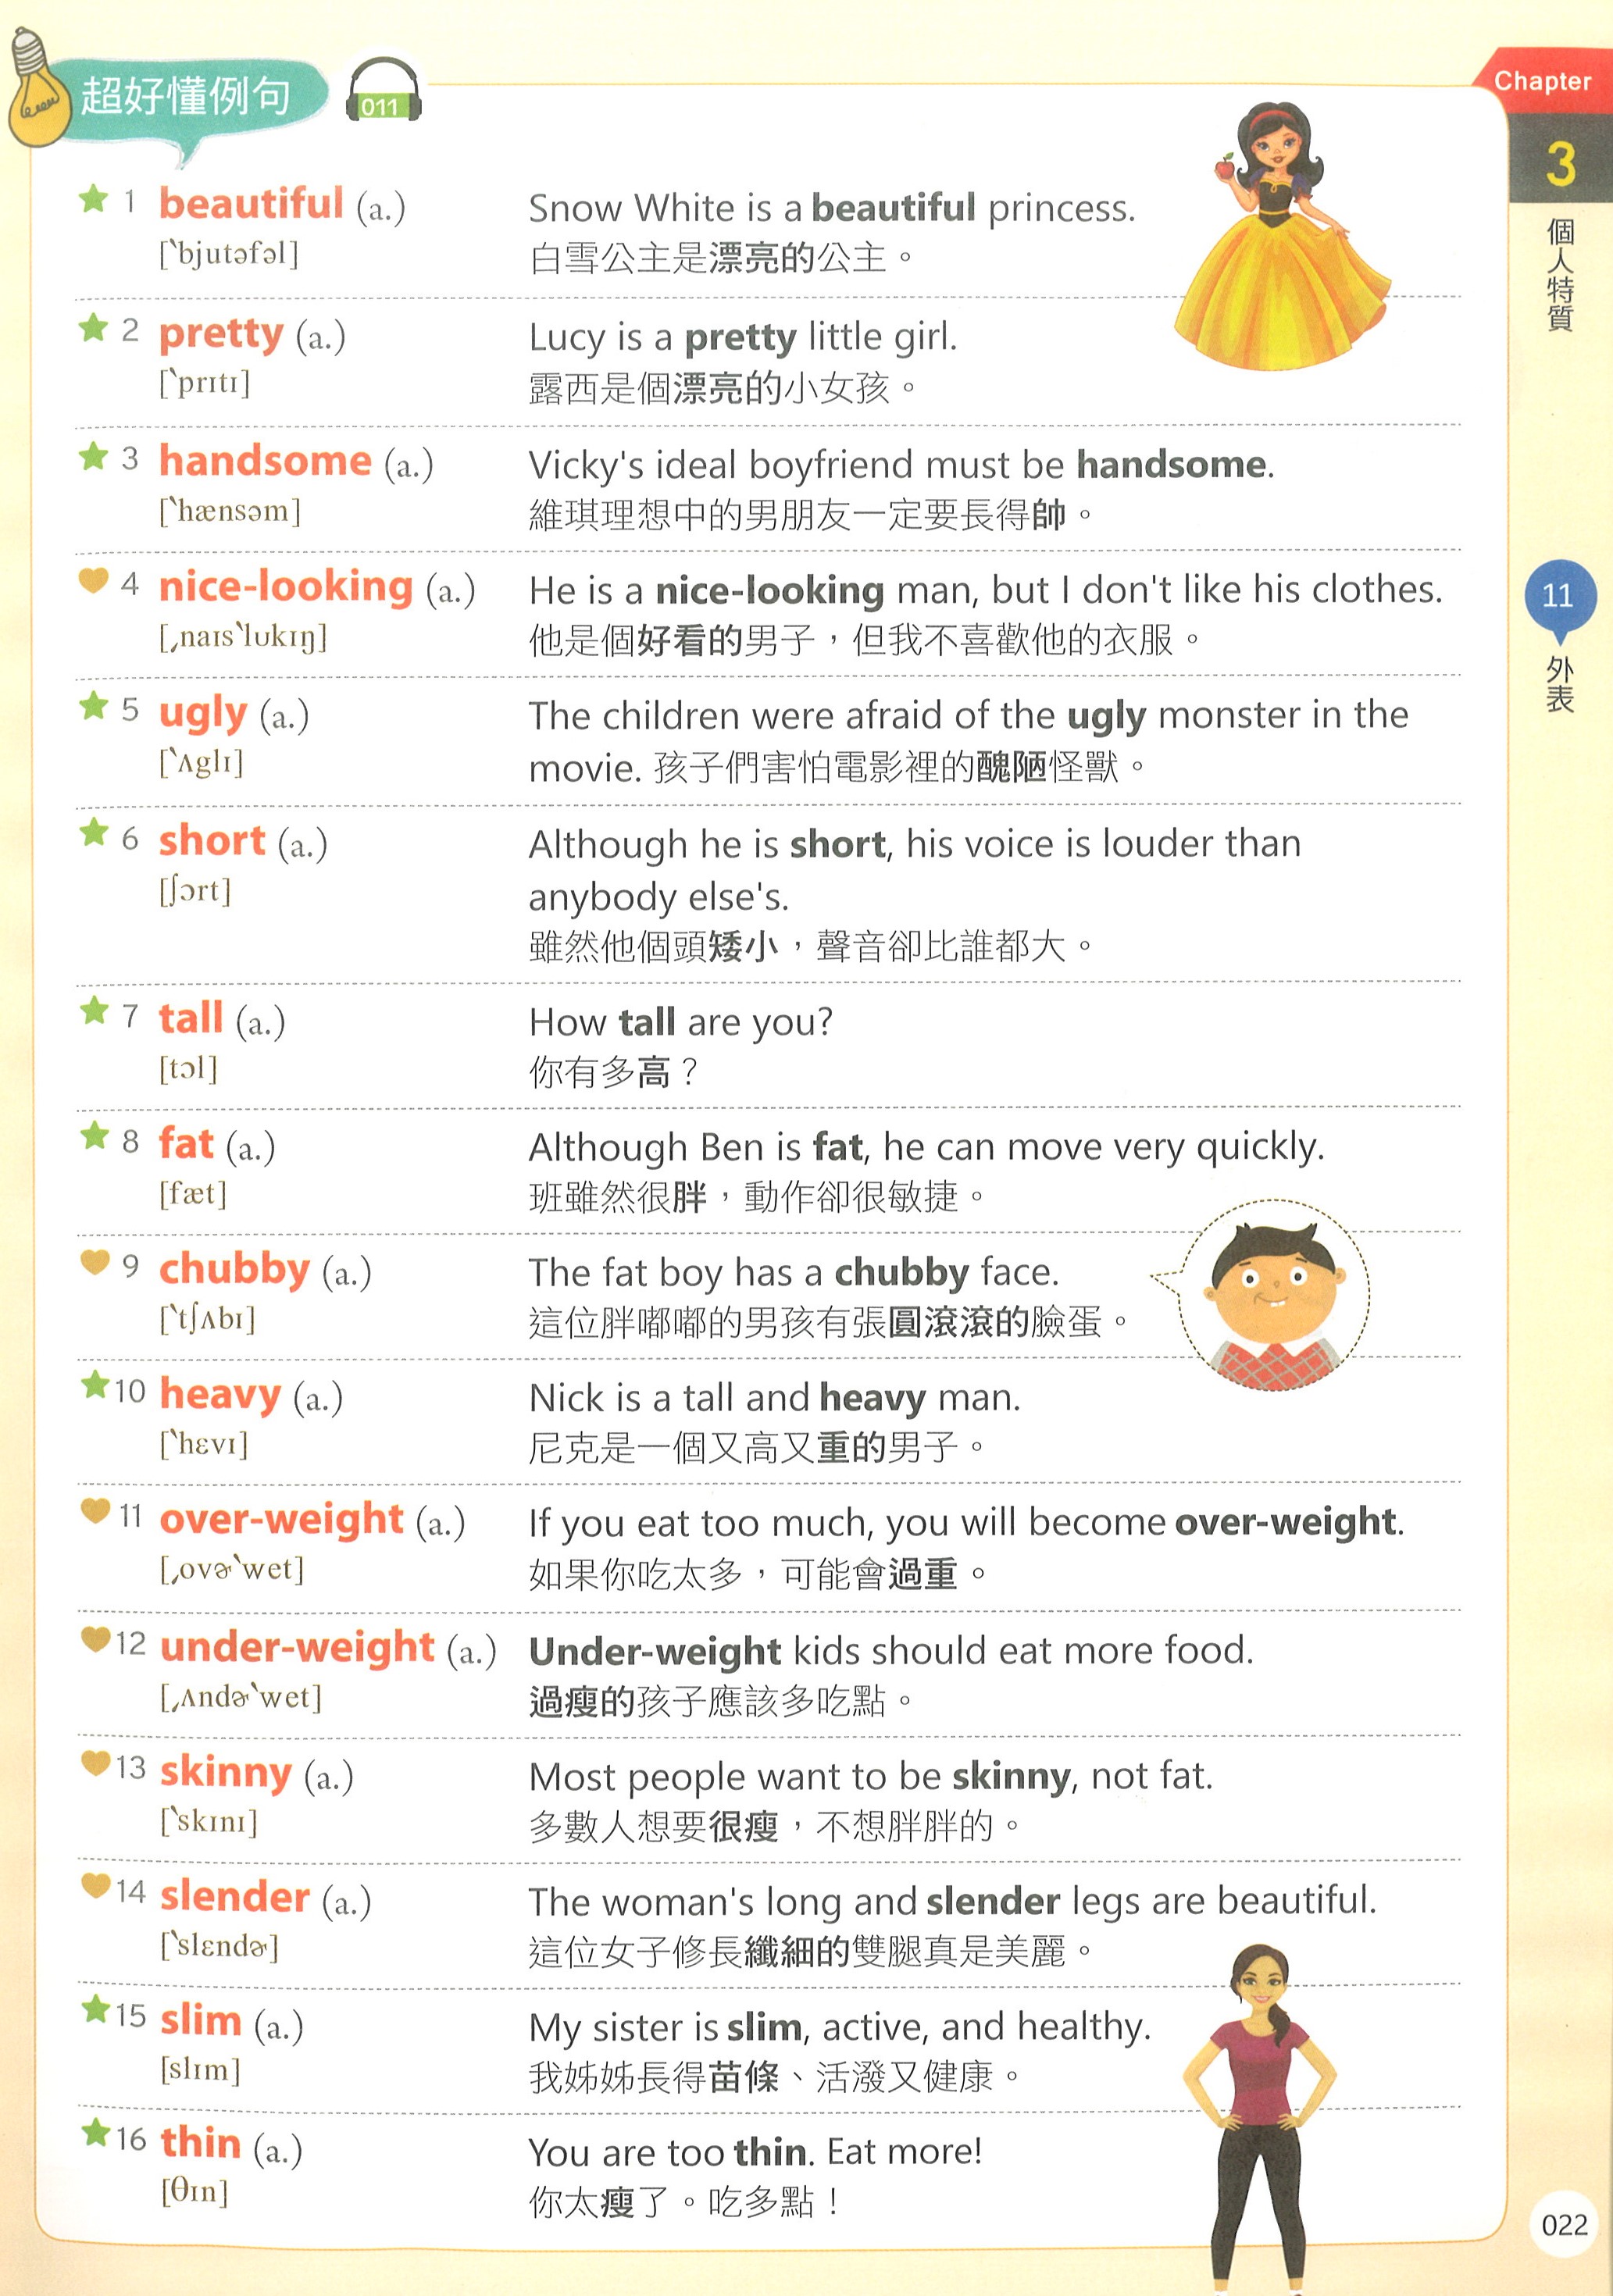 超好懂例句
011
Chapter
3
個人特質
11
外表
1 beautiful (a.)
[ˋbjutəfəl]
Snow White is a beautiful princess.
白雪公主是漂亮的公主。
2 pretty (a.)
[ˋprɪtɪ]
Lucy is a pretty little girl.
露西是個漂亮的小女孩。
3 handsome (a.)
[ˋhænsəm]
Vicky's ideal boyfriend must be handsome.
維琪理想中的男朋友一定要長得帥。
4 nice-looking (a.)
[ˏnaɪsˋlʊkɪŋ]
He is a nice-looking man, but I don't like his clothes.
他是個好看的男子，但我不喜歡他的衣服。
5 ugly (a.)
[ˋʌglɪ]
The children were afraid of the ugly monster in the
movie. 孩子們害怕電影裡的醜陋怪獸。
6 short (a.)
[ʃɔrt]
Although he is short, his voice is louder than
anybody else's.
雖然他個頭矮小，聲音卻比誰都大。
7 tall (a.)
[tɔl]
How tall are you?
你有多高？
8 fat (a.)
[fæt]
Although Ben is fat, he can move very quickly.
班雖然很胖，動作卻很敏捷。
9 chubby (a.)
[ˋtʃʌbɪ]
The fat boy has a chubby face.
這位胖嘟嘟的男孩有張圓滾滾的臉蛋。
10 heavy (a.)
[ˋhɛvɪ]
Nick is a tall and heavy man.
尼克是一個又高又重的男子。
11 over-weight (a.)
[ˏovɚˋwet]
If you eat too much, you will become over-weight.
如果你吃太多，可能會過重。
12 under-weight (a.)
[ˏʌndɚˋwet]
Under-weight kids should eat more food.
過瘦的孩子應該多吃點。
13 skinny (a.)
[ˋskɪnɪ]
Most people want to be skinny, not fat.
多數人想要很瘦，不想胖胖的。
14 slender (a.)
[ˋslɛndɚ]
The woman's long and slender legs are beautiful.
這位女子修長纖細的雙腿真是美麗。
15 slim (a.)
[slɪm]
My sister is slim, active, and healthy.
我姊姊長得苗條、活潑又健康。
16 thin (a.)
[θɪn]
You are too thin. Eat more!
你太瘦了。吃多點！
022